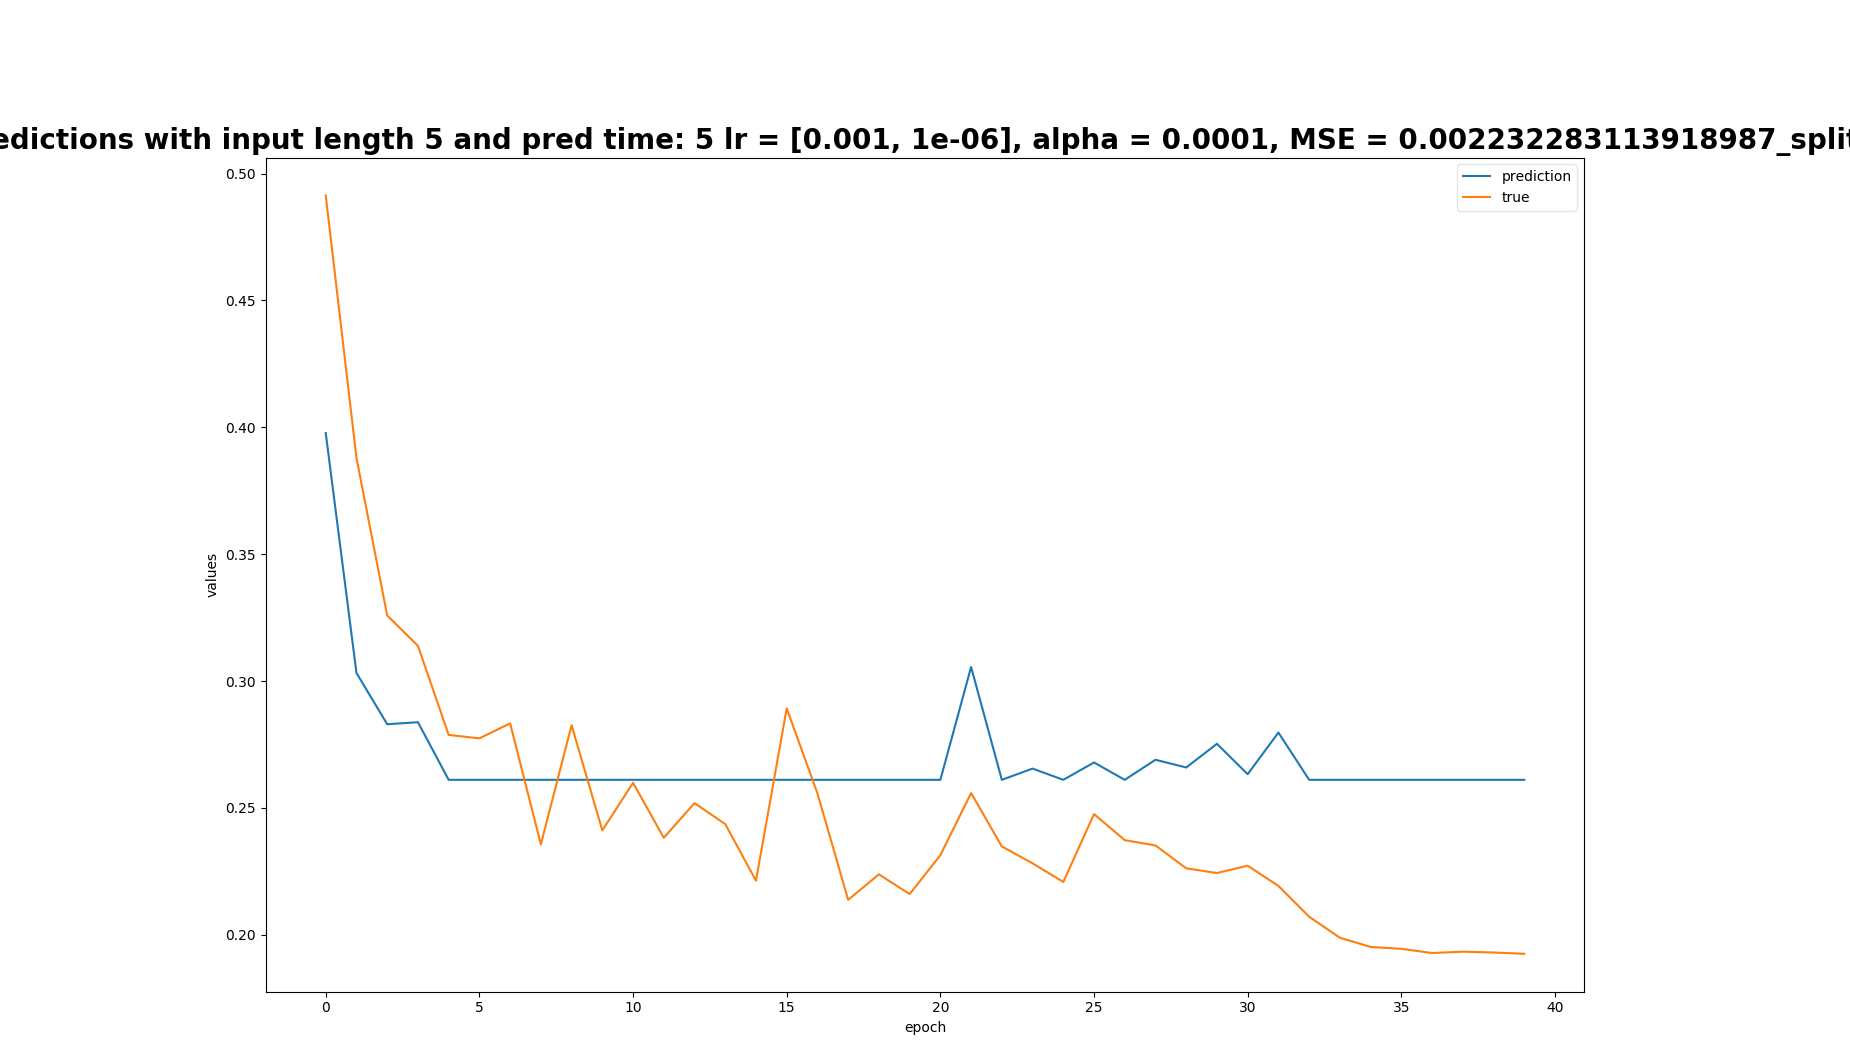 edictions with input length 5 and pred time: 5 lr = [0.001, 1e-06], alpha = 0.0001, MSE = 0.002232283113918987_split
prediction
true
0.50
0.45
0.40
0.35
0.30
0.25
0.20
values
0 5 10 15 20 25 30 35 40
epoch